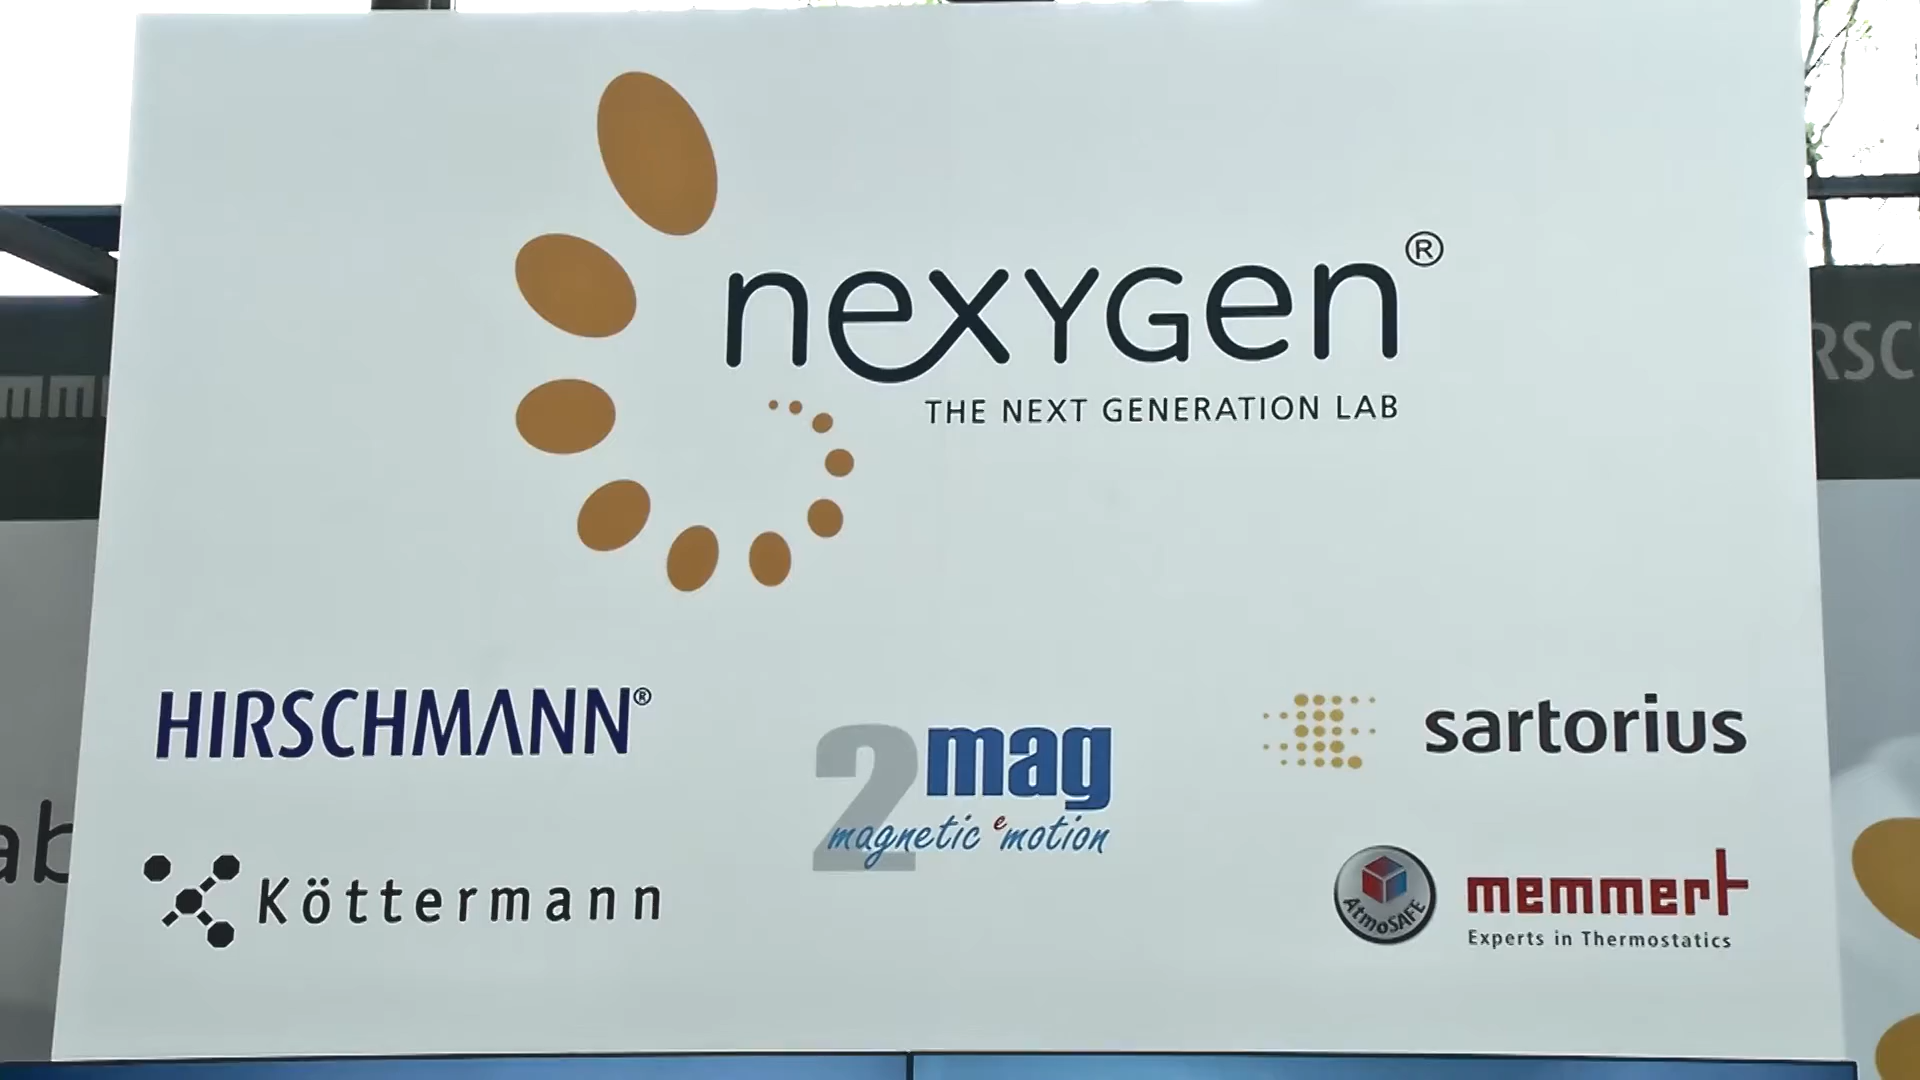 nexygen®
THE NEXT GENERATION LAB
HIRSCHMANN®
2mag
magnetic emotion
sartorius
Köttermann
AtmoSAFE
memmert
Experts in Thermostatics